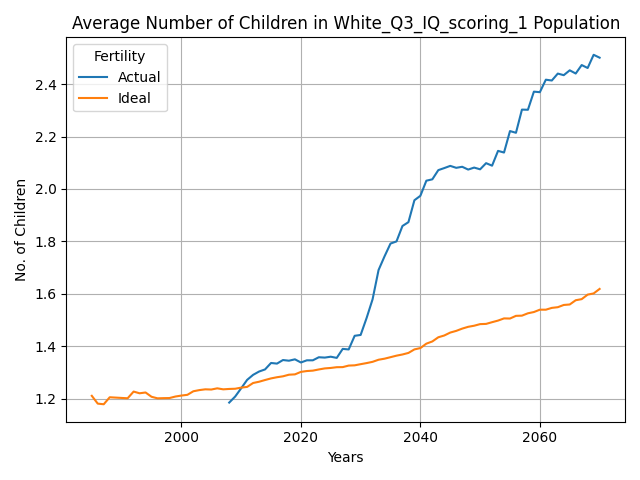 Average Number of Children in White_Q3_IQ_scoring_1 Population
Fertility
Actual
Ideal
No. of Children
2.4
2.2
2.0
1.8
1.6
1.4
1.2
2000
2020
2040
2060
Years